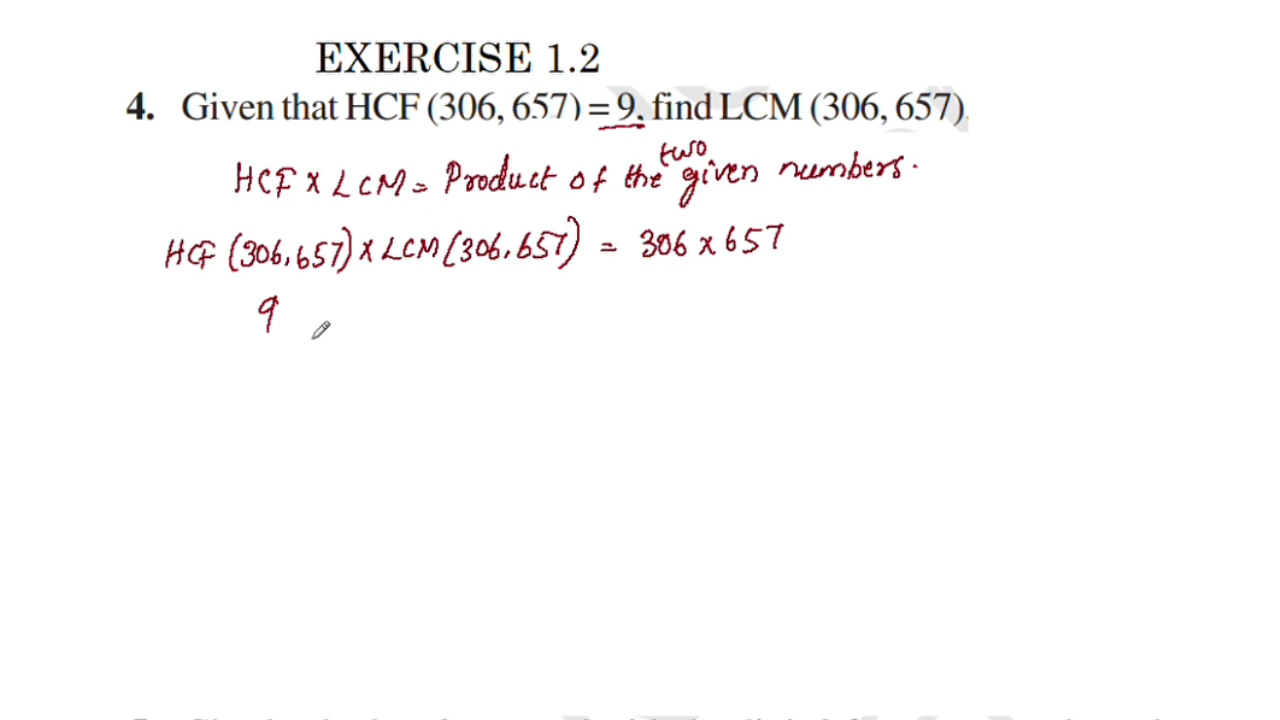 EXERCISE 1.2
4. Given that HCF (306, 657) = 9, find LCM (306, 657).
HCF x LCM = Product of the two given numbers.
HCF (306, 657) x LCM (306, 657) = 306 x 657
9